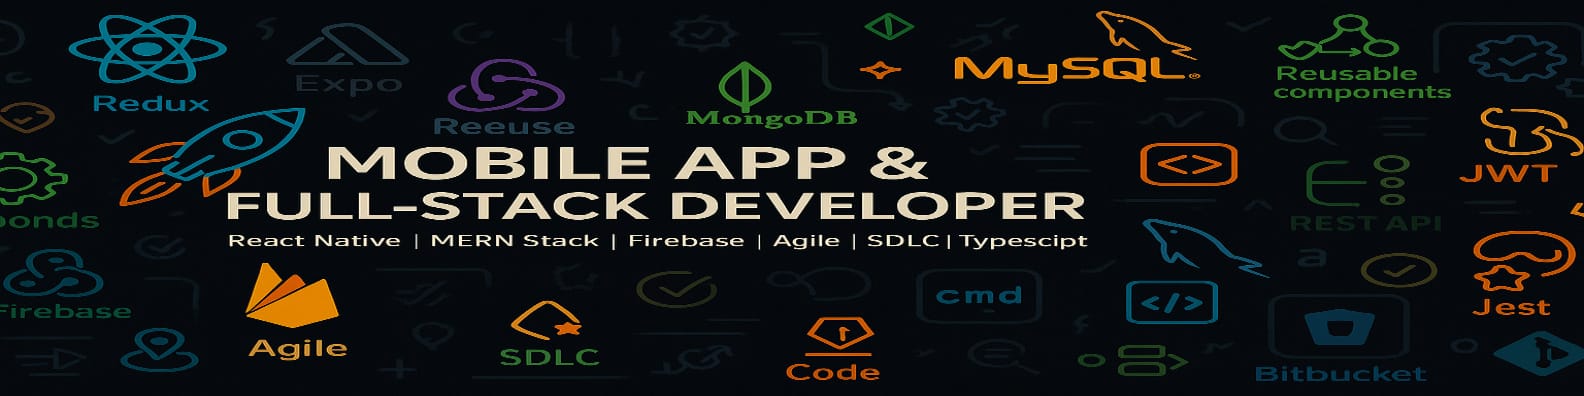 MySQL®
Reusable
components
Expo
Redux
Reeuse
MongoDB
MOBILE APP &
JWT
FULL-STACK DEVELOPER
ponds
REST API
React Native | MERN Stack | Firebase | Agile | SDLC | Typescipt
a
cmd
Firebase
Jest
Agile
SDLC
Code
Bitbucket